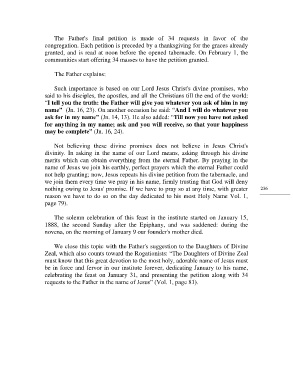 The Father's final petition is made of 34 requests in favor of the
congregation. Each petition is preceded by a thanksgiving for the graces already
granted, and is read at noon before the opened tabernacle. On February 1, the
communities start offering 34 masses to have the petition granted.
The Father explains:
Such importance is based on our Lord Jesus Christ's divine promises, who
said to his disciples, the apostles, and all the Christians till the end of the world:
"I tell you the truth: the Father will give you whatever you ask of him in my
name" (Jn. 16, 23). On another occasion he said: "And I will do whatever you
ask for in my name" (Jn. 14, 13). He also added: "Till now you have not asked
for anything in my name; ask and you will receive, so that your happiness
may be complete" (Jn. 16, 24).
Not believing these divine promises does not believe in Jesus Christ's
divinity. In asking in the name of our Lord means, asking through his divine
merits which can obtain everything from the eternal Father. By praying in the
name of Jesus we join his earthly, perfect prayers which the eternal Father could
not help granting; now, Jesus repeats his divine petition from the tabernacle, and
we join them every time we pray in his name, firmly trusting that God will deny
nothing owing to Jesus' promise. If we have to pray so at any time, with greater
reason we have to do so on the day dedicated to his most Holy Name Vol. 1,
page 79).
236
The solemn celebration of this feast in the institute started on January 15,
1888, the second Sunday after the Epiphany, and was saddened: during the
novena, on the morning of January 9 our founder's mother died.
We close this topic with the Father's suggestion to the Daughters of Divine
Zeal, which also counts toward the Rogationists: "The Daughters of Divine Zeal
must know that this great devotion to the most holy, adorable name of Jesus must
be in force and fervor in our institute forever, dedicating January to his name,
celebrating the feast on January 31, and presenting the petition along with 34
requests to the Father in the name of Jesus" (Vol. 1, page 83).